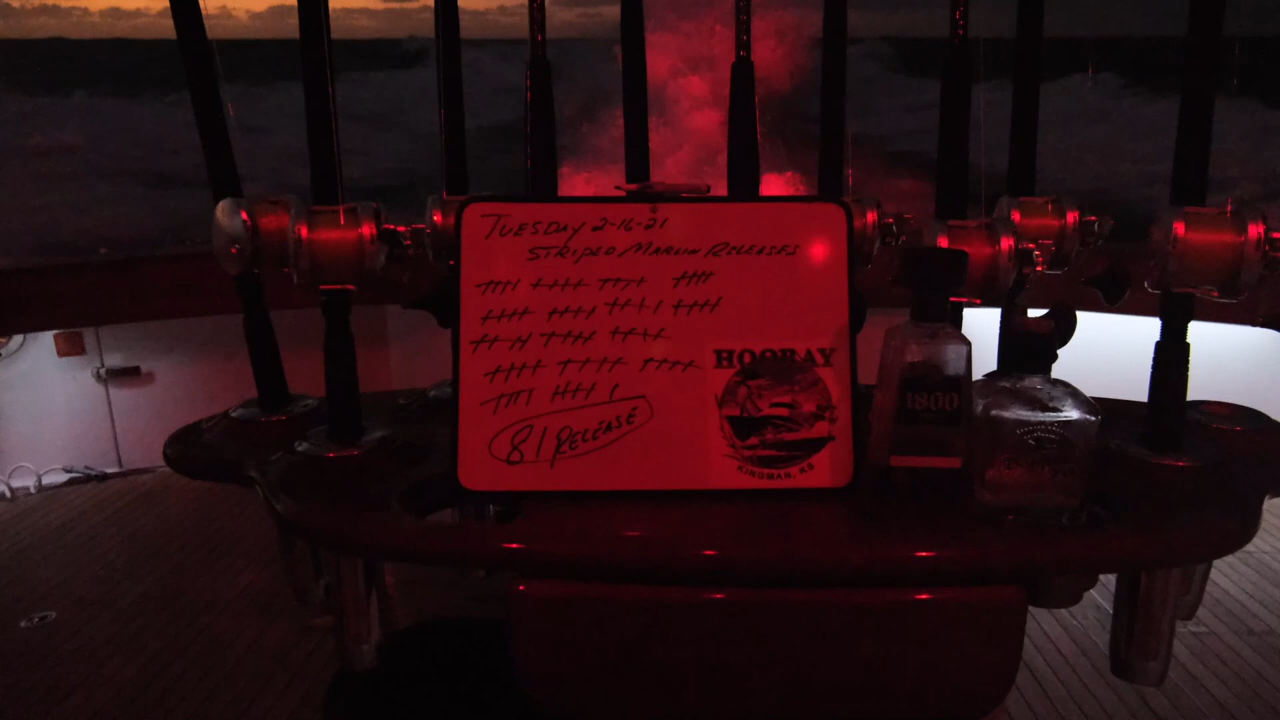 TUESDAY 2-16-21
STRIPED MARLIN RELEASES
81 RELEASE
HOORAY
KINGMAN, KS
1800